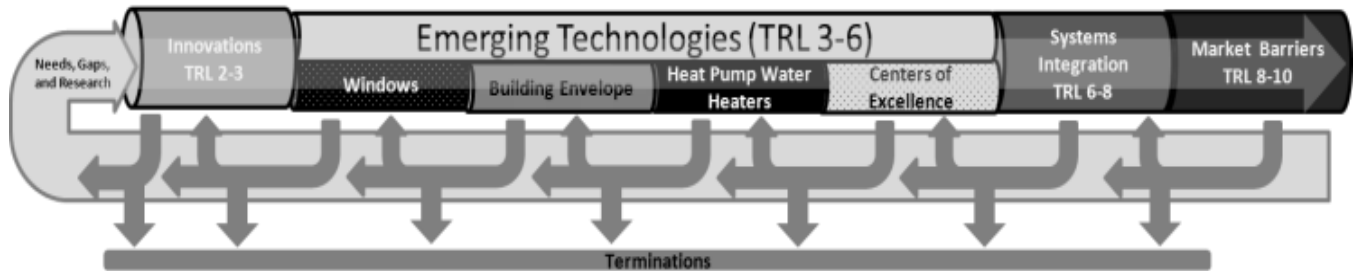 Needs, Gaps,
and Research
Innovations
TRL 2-3
Emerging Technologies (TRL 3-6)
Windows
Building Envelope
Heat Pump Water
Heaters
Centers of
Excellence
Systems
Integration
TRL 6-8
Market Barriers
TRL 8-10
Terminations